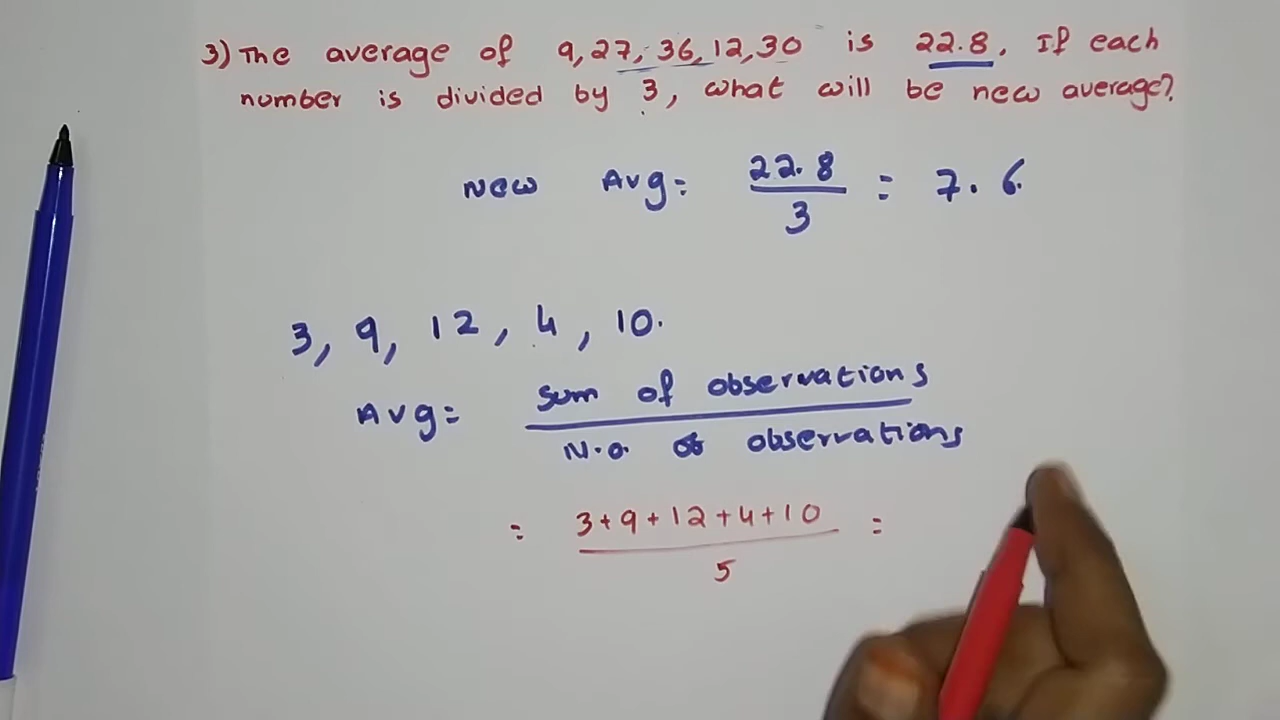 3) The average of 9, 27, 36, 12, 30 is 22.8. If each
number is divided by 3, what will be new average?
New Avg = 22.8/3 = 7.6
3, 9, 12, 4, 10.
Avg = Sum of observations
N.o. of observations
= 3+9+12+4+10 =
5